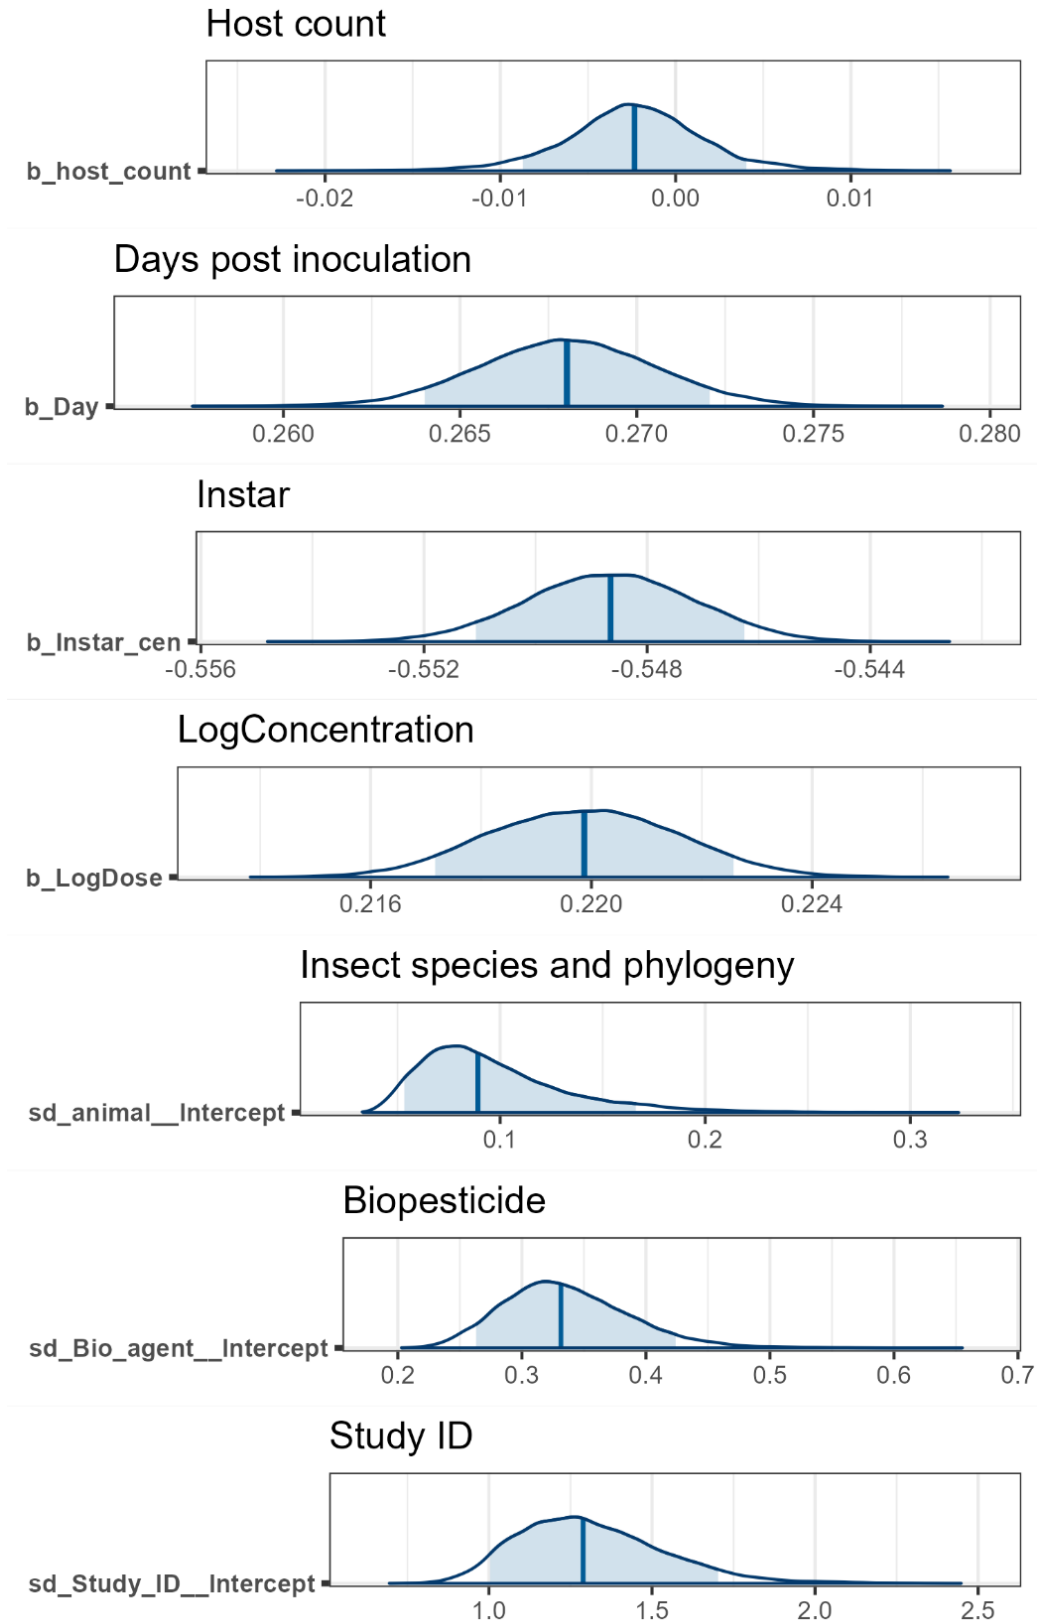 Host count
b_host_count
-0.02 -0.01 0.00 0.01
Days post inoculation
b_Day
0.260 0.265 0.270 0.275 0.280
Instar
b_Instar_cen
-0.556 -0.552 -0.548 -0.544
LogConcentration
b_LogDose
0.216 0.220 0.224
Insect species and phylogeny
sd_animal__Intercept
0.1 0.2 0.3
Biopesticide
sd_Bio_agent__Intercept
0.2 0.3 0.4 0.5 0.6 0.7
Study ID
sd_Study_ID__Intercept
1.0 1.5 2.0 2.5